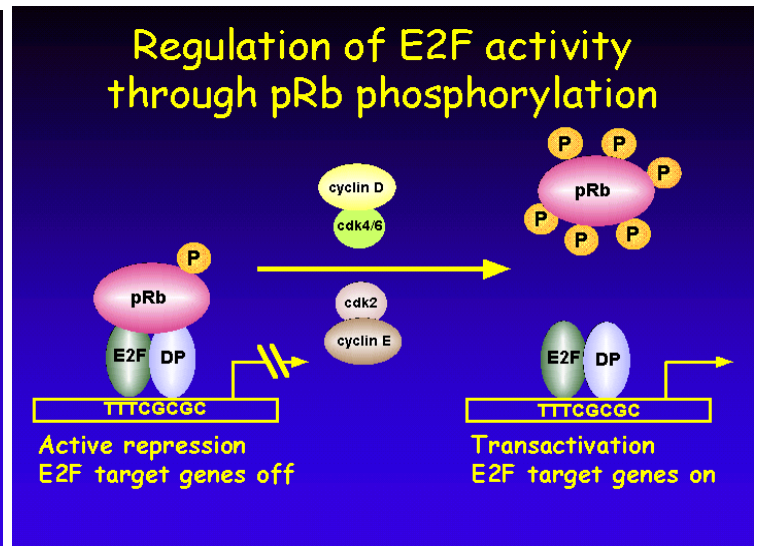 Regulation of E2F activity
through pRb phosphorylation
P
pRb
E2F
DP
TTTCGCGC
Active repression
E2F target genes off
cyclin D
cdk4/6
cdk2
cyclin E
P
P
P
P
P
P
pRb
E2F
DP
TTTCGCGC
Transactivation
E2F target genes on